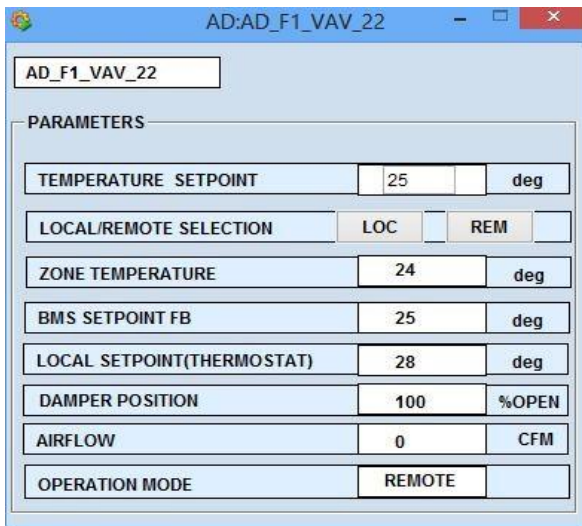 AD:AD_F1_VAV_22
AD_F1_VAV_22
PARAMETERS
TEMPERATURE SETPOINT 25 deg
LOCAL/REMOTE SELECTION LOC REM
ZONE TEMPERATURE 24 deg
BMS SETPOINT FB 25 deg
LOCAL SETPOINT(THERMOSTAT) 28 deg
DAMPER POSITION 100 %OPEN
AIRFLOW 0 CFM
OPERATION MODE REMOTE